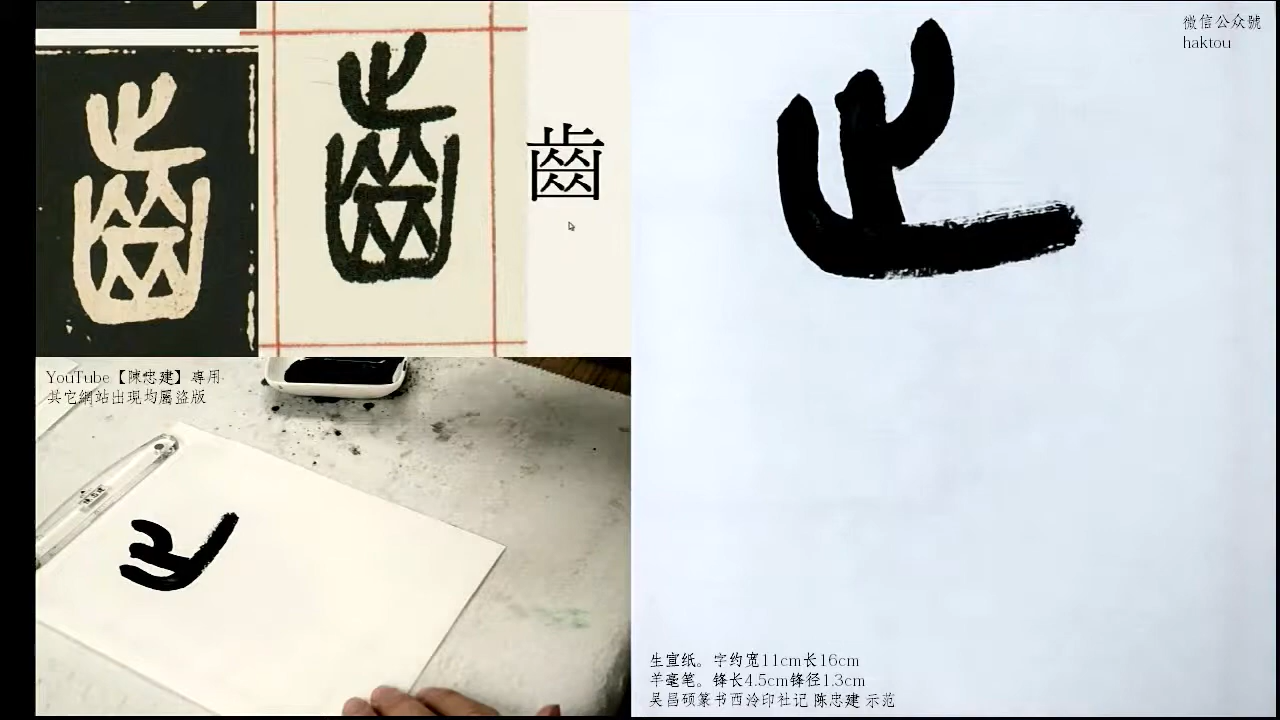 齒
齒
齒
微信公众號
haktou
YouTube【陳忠建】專用
其它網站出現均屬盜版
止
生宣纸。字约宽11cm长16cm
羊毫笔。锋长4.5cm锋径1.3cm
吴昌硕篆书西泠印社记 陈忠建 示范